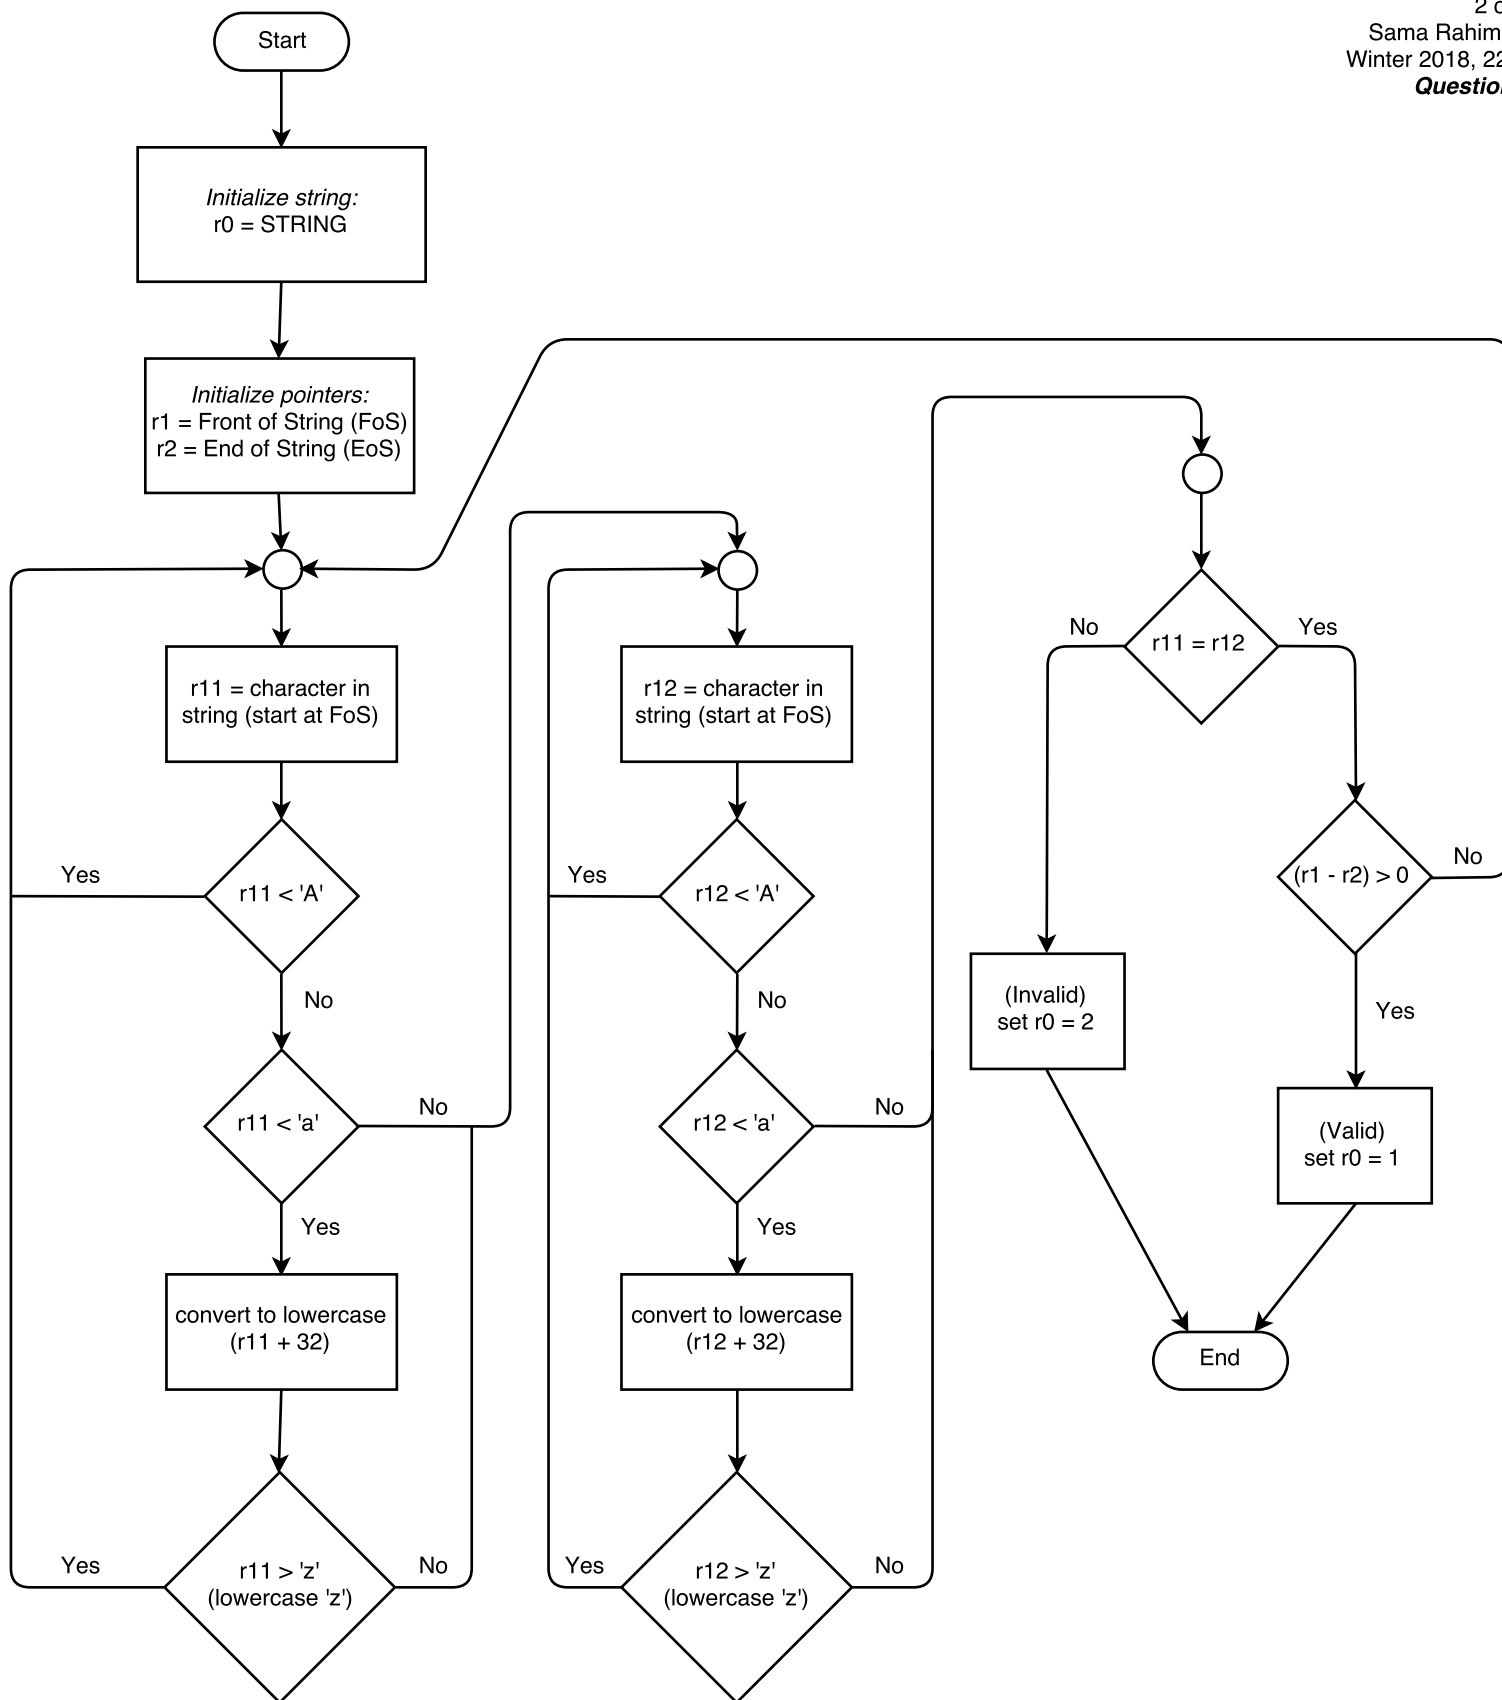 2
Sama
Winter 2018,
Start
Initialize string:
r0 = STRING
Initialize pointers:
r1 = Front of String (FoS)
r2 = End of String (EoS)
r11 = character in
string (start at FoS)
Yes
r11 < 'A'
No
r11 < 'a'
No
Yes
convert to lowercase
(r11 + 32)
Yes
r11 > 'z'
(lowercase 'z')
No
r12 = character in
string (start at FoS)
Yes
r12 < 'A'
No
r12 < 'a'
No
Yes
convert to lowercase
(r12 + 32)
Yes
r12 > 'z'
(lowercase 'z')
No
No
r11 = r12
Yes
(r1 - r2) > 0
No
(Invalid)
set r0 = 2
Yes
(Valid)
set r0 = 1
End